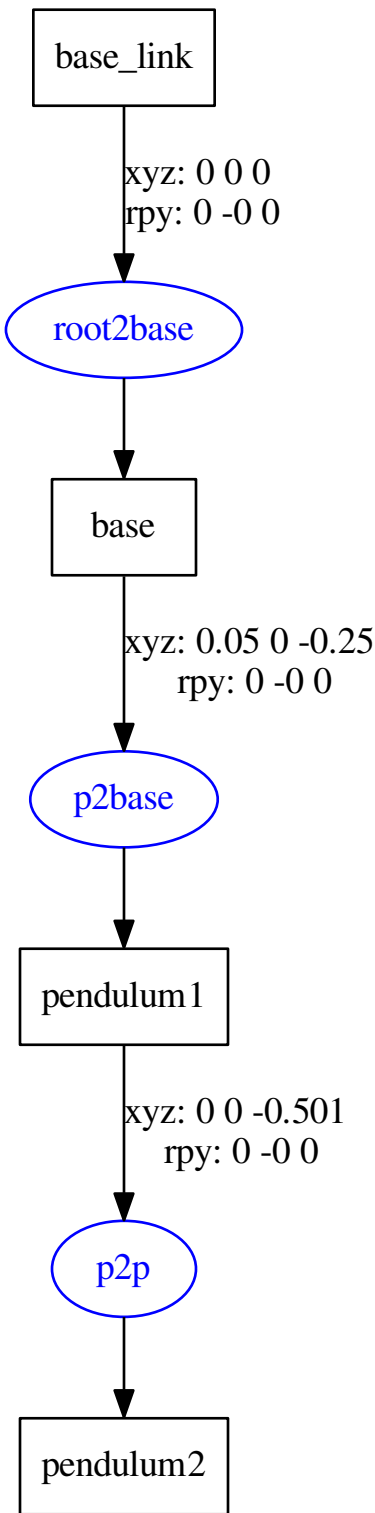 base_link
xyz: 0 0 0
rpy: 0 -0 0
root2base
base
xyz: 0.05 0 -0.25
rpy: 0 -0 0
p2base
pendulum1
xyz: 0 0 -0.501
rpy: 0 -0 0
p2p
pendulum2